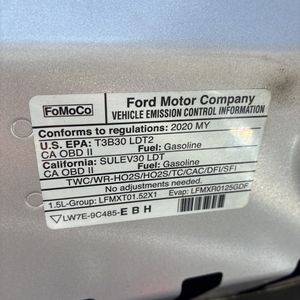 FoMoCo
Ford Motor Company
VEHICLE EMISSION CONTROL INFORMATION
Conforms to regulations: 2020 MY
U.S. EPA: T3B30 LDT2
CA OBD II Fuel: Gasoline
California: SULEV30 LDT
CA OBD II Fuel: Gasoline
TWC/WR-HO2S/HO2S/TC/CAC/DFI/SFI
No adjustments needed.
1.5L-Group: LFMXT01.52X1 Evap: LFMXR0125GDF
LW7E-9C485-EBH